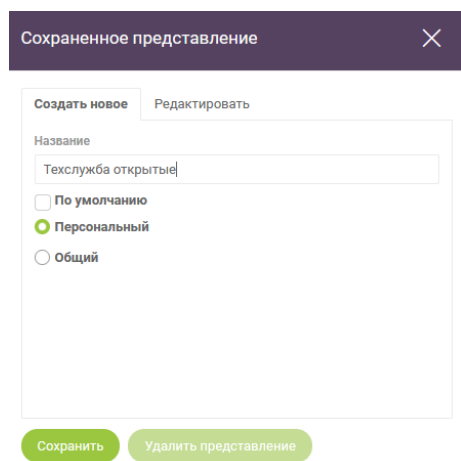 Сохраненное представление
Создать новое Редактировать
Название
Техслужба открытые
По умолчанию
Персональный
Общий
Сохранить Удалить представление